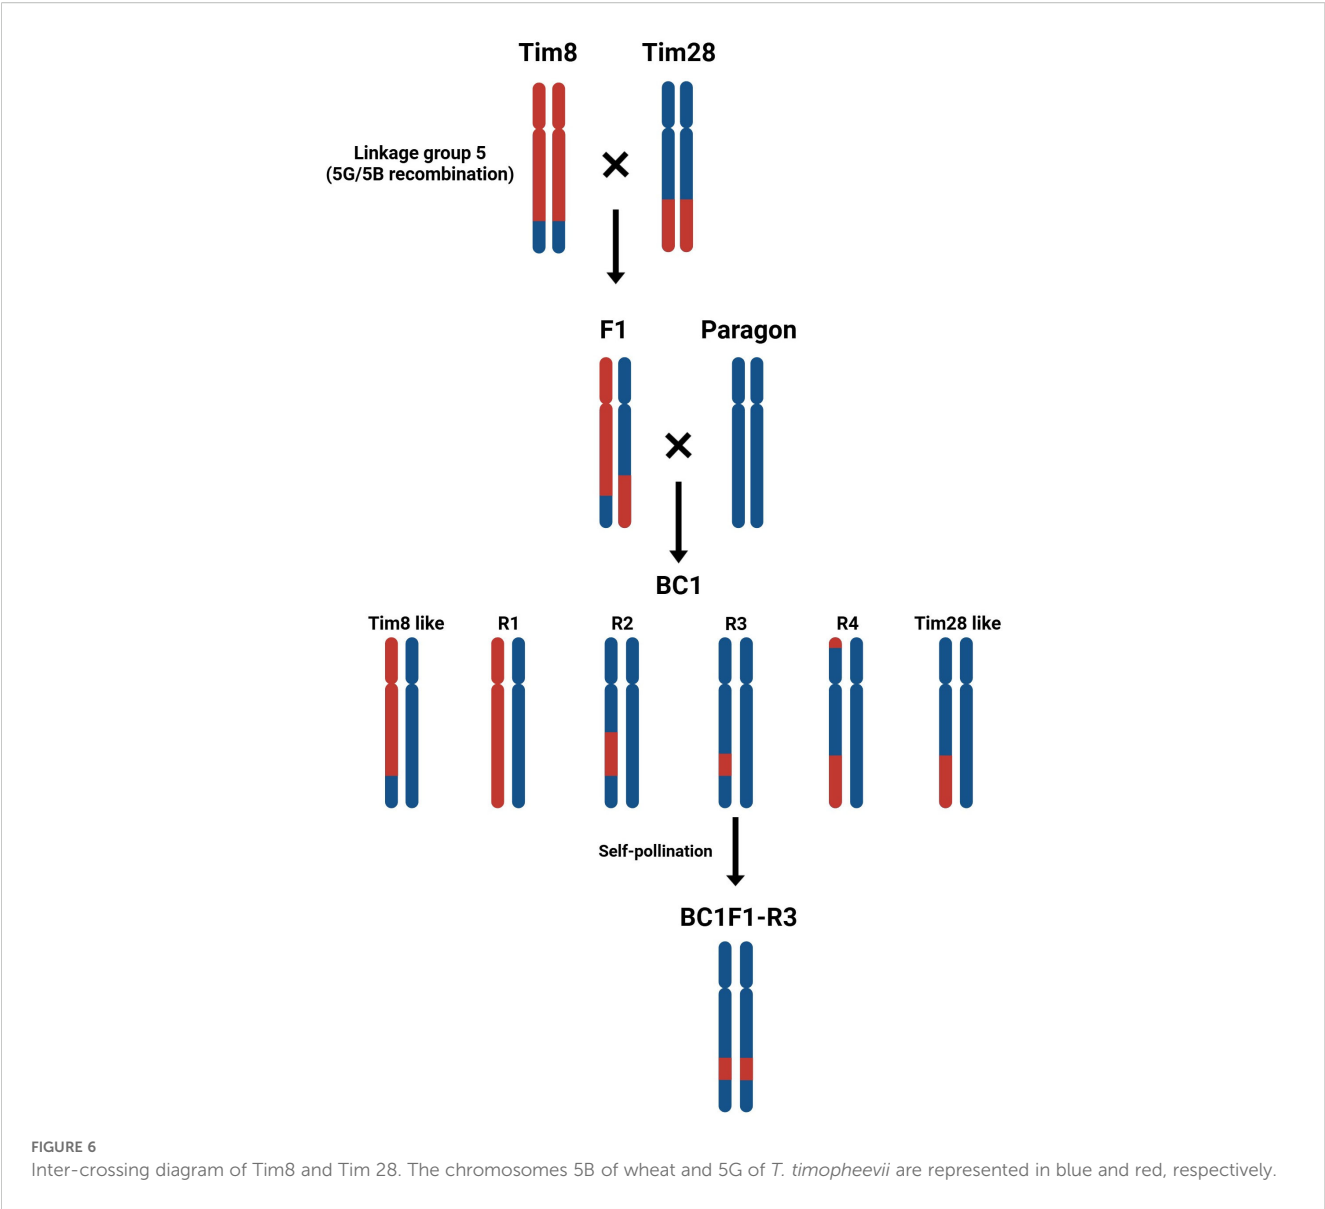 Tim8
Tim28
Linkage group 5
(5G/5B recombination)
F1
Paragon
BC1
Tim8 like
R1
R2
R3
R4
Tim28 like
Self-pollination
BC1F1-R3
FIGURE 6
Inter-crossing diagram of Tim8 and Tim 28. The chromosomes 5B of wheat and 5G of T. timopheevii are represented in blue and red, respectively.